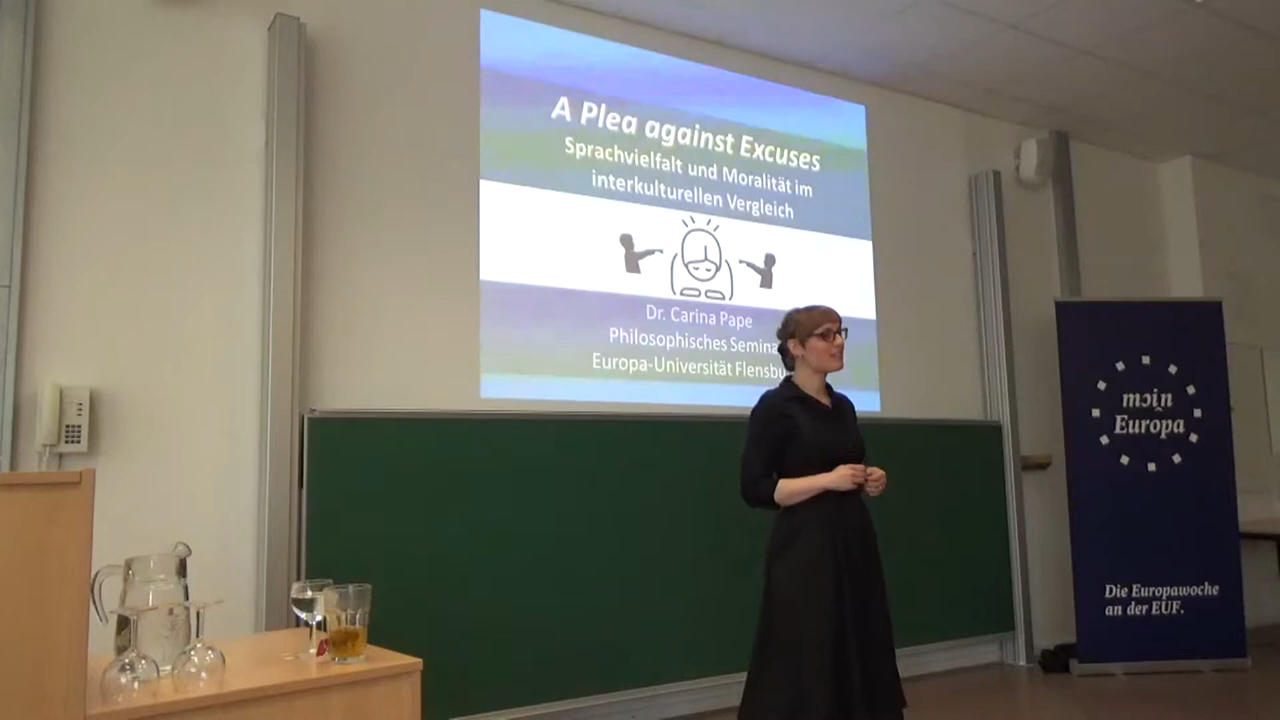 A Plea against Excuses
Sprachvielfalt und Moralität im
interkulturellen Vergleich
Dr. Carina Pape
Philosophisches Semina
Europa-Universität Flensbu
moin
Europa
Die Europawoche
an der EUF.